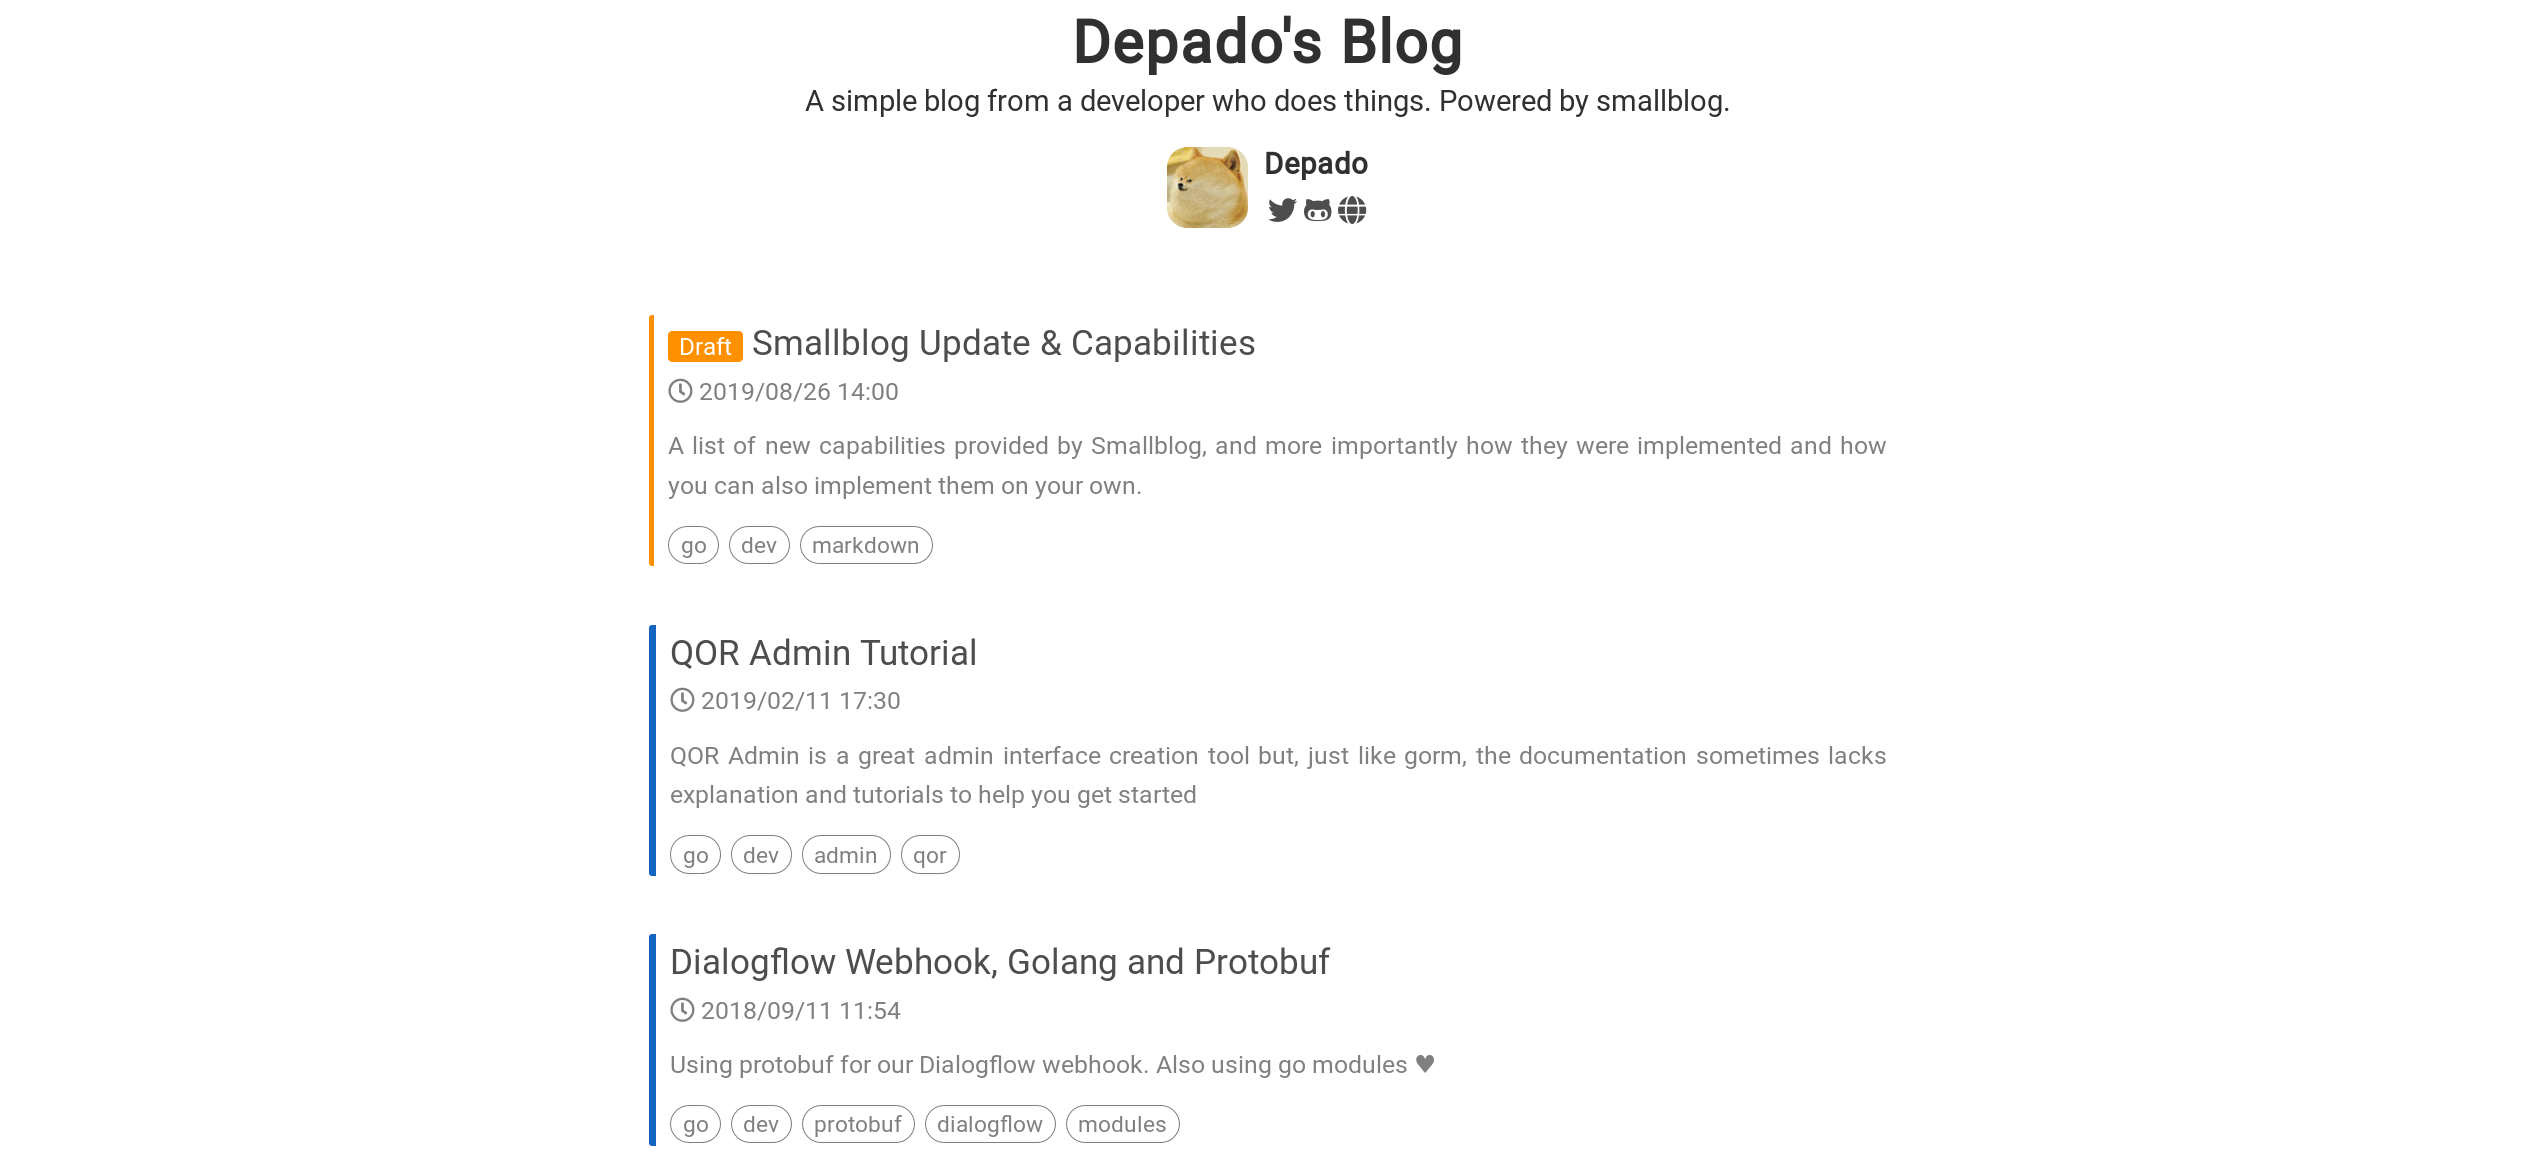 Depado's Blog
A simple blog from a developer who does things. Powered by smallblog.
Depado
Draft Smallblog Update & Capabilities
2019/08/26 14:00
A list of new capabilities provided by Smallblog, and more importantly how they were implemented and how
you can also implement them on your own.
go dev markdown
QOR Admin Tutorial
2019/02/11 17:30
QOR Admin is a great admin interface creation tool but, just like gorm, the documentation sometimes lacks
explanation and tutorials to help you get started
go dev admin qor
Dialogflow Webhook, Golang and Protobuf
2018/09/11 11:54
Using protobuf for our Dialogflow webhook. Also using go modules ♥
go dev protobuf dialogflow modules